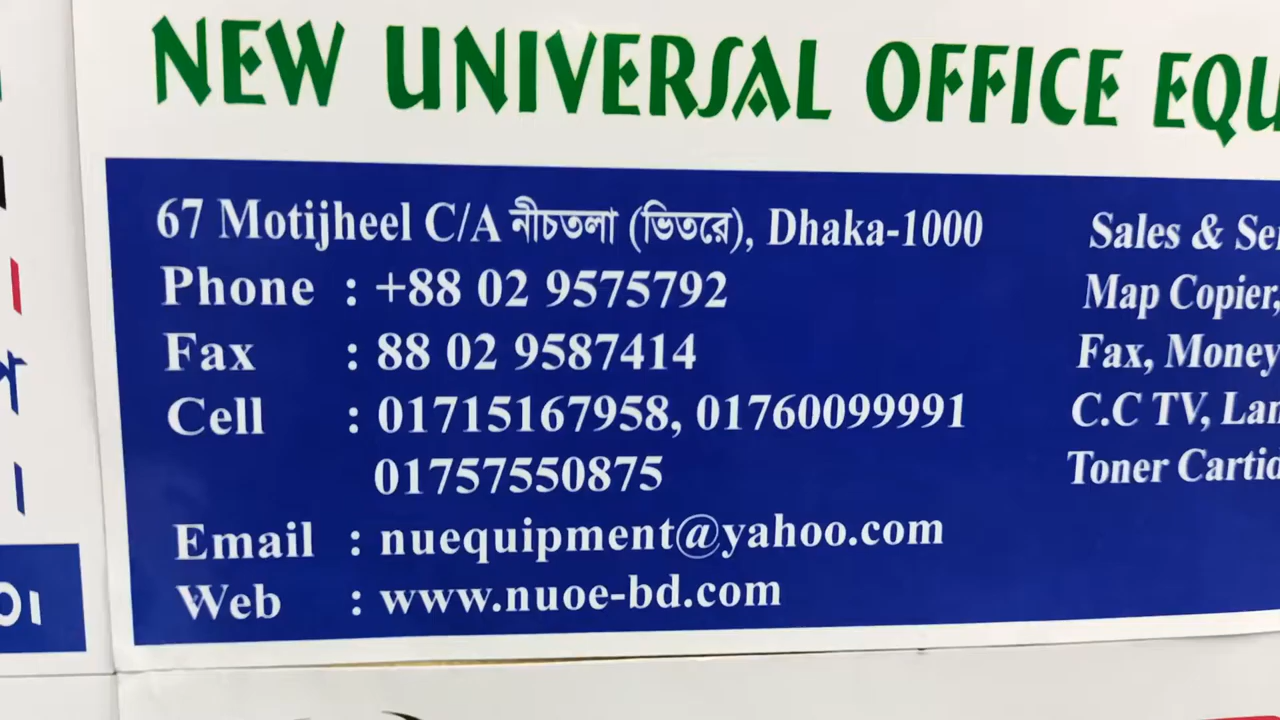 NEW UNIVERSAL OFFICE EQU
67 Motijheel C/A নীচতলা (ভিতরে), Dhaka-1000
Phone : +88 02 9575792
Fax : 88 02 9587414
Cell : 01715167958, 01760099991
01757550875
Email : nuequipment@yahoo.com
Web : www.nuoe-bd.com
Sales & Ser
Map Copier,
Fax, Money
C.C TV, Lan
Toner Cartid